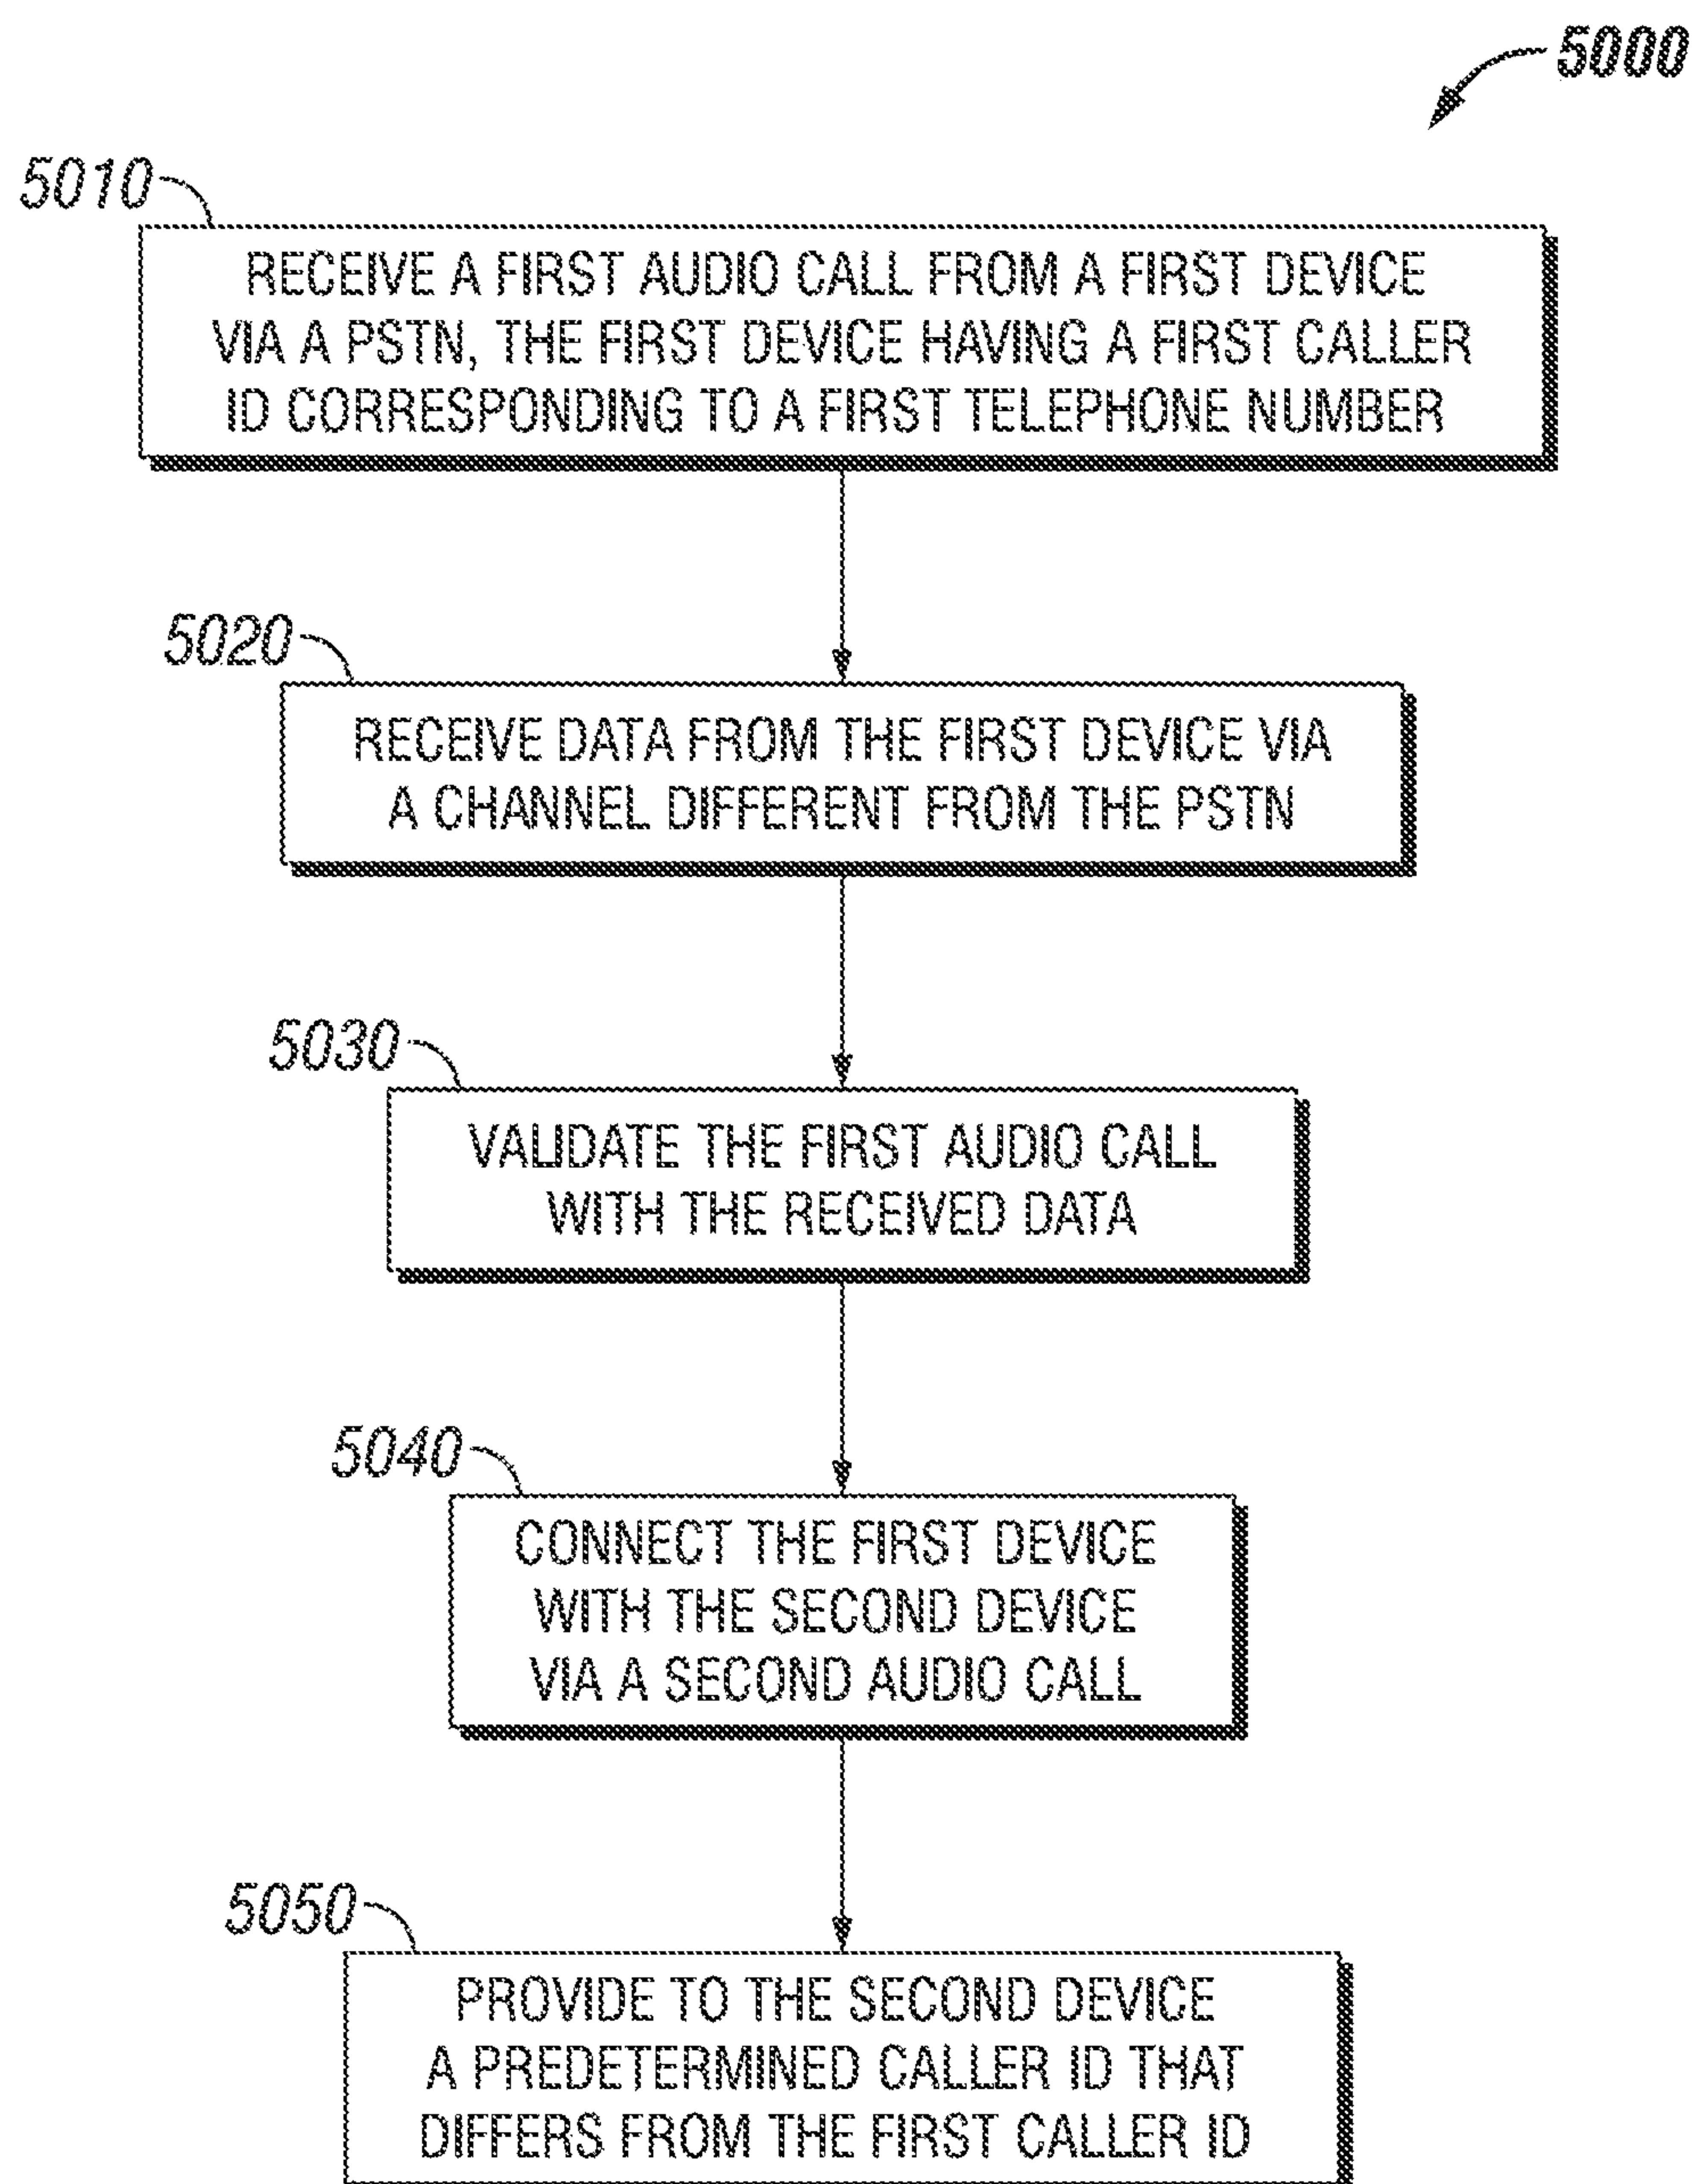 5000
5010
RECEIVE A FIRST AUDIO CALL FROM A FIRST DEVICE
VIA A PSTN, THE FIRST DEVICE HAVING A FIRST CALLER
ID CORRESPONDING TO A FIRST TELEPHONE NUMBER
5020
RECEIVE DATA FROM THE FIRST DEVICE VIA
A CHANNEL DIFFERENT FROM THE PSTN
5030
VALIDATE THE FIRST AUDIO CALL
WITH THE RECEIVED DATA
5040
CONNECT THE FIRST DEVICE
WITH THE SECOND DEVICE
VIA A SECOND AUDIO CALL
5050
PROVIDE TO THE SECOND DEVICE
A PREDETERMINED CALLER ID THAT
DIFFERS FROM THE FIRST CALLER ID